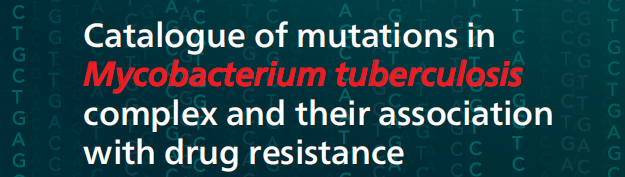 Catalogue of mutations in
Mycobacterium tuberculosis
complex and their association
with drug resistance